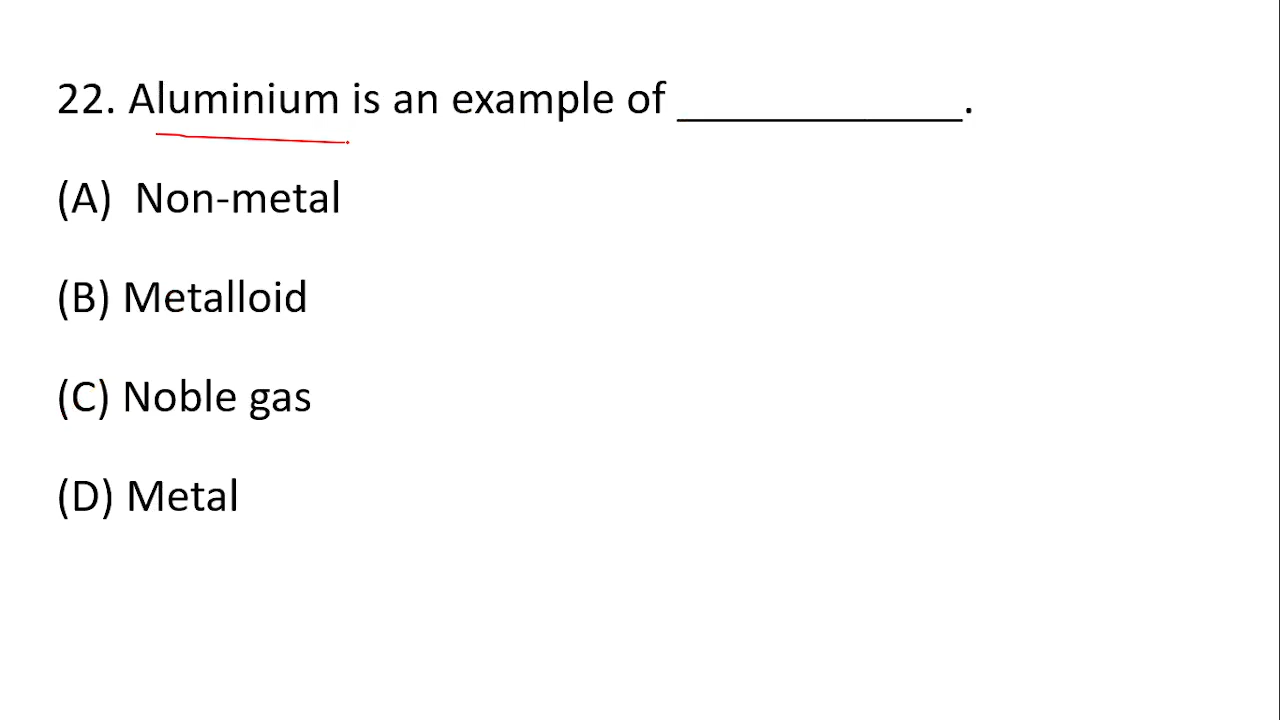 22. Aluminium is an example of _____________.
(A) Non-metal
(B) Metalloid
(C) Noble gas
(D) Metal